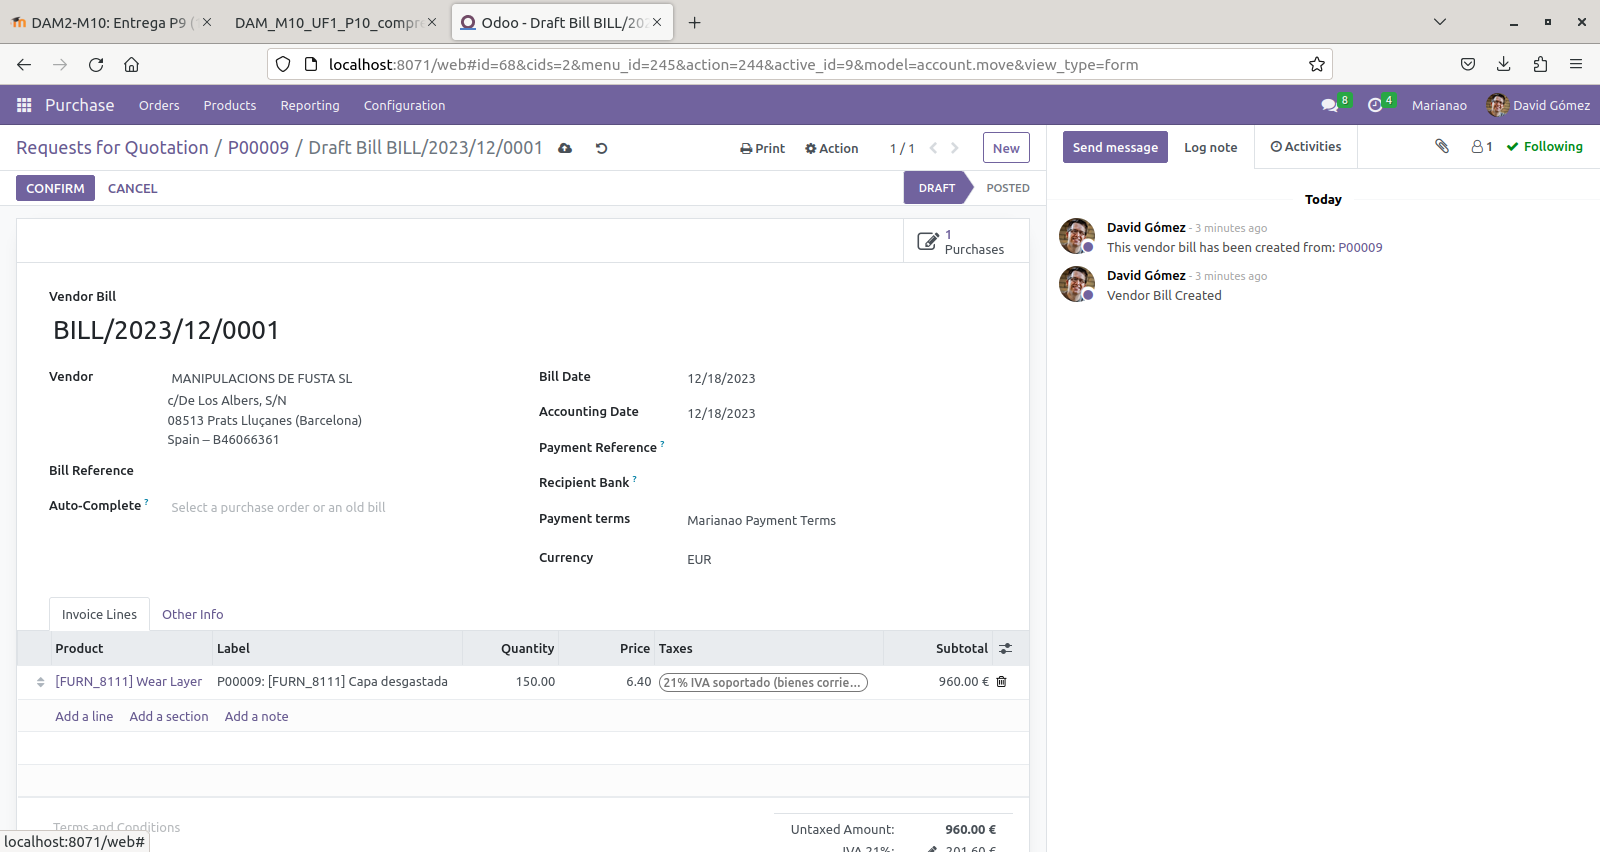 DAM2-M10: Entrega P9 (
DAM_M10_UF1_P10_compr
Odoo - Draft Bill BILL/202
localhost:8071/web#id=68&cids=2&menu_id=245&action=244&active_id=9&model=account.move&view_type=form
Purchase Orders Products Reporting Configuration 8 4 Marianao David Gómez
Requests for Quotation / P00009 / Draft Bill BILL/2023/12/0001 Print Action 1 / 1 New
Send message Log note Activities 1 Following
CONFIRM CANCEL DRAFT POSTED
1
Purchases
Vendor Bill
BILL/2023/12/0001
Vendor MANIPULACIONS DE FUSTA SL
c/De Los Albers, S/N
08513 Prats Lluçanes (Barcelona)
Spain – B46066361
Bill Reference
Auto-Complete ? Select a purchase order or an old bill
Bill Date 12/18/2023
Accounting Date 12/18/2023
Payment Reference ?
Recipient Bank ?
Payment terms Marianao Payment Terms
Currency EUR
Invoice Lines Other Info
Product Label Quantity Price Taxes Subtotal
[FURN_8111] Wear Layer P00009: [FURN_8111] Capa desgastada 150.00 6.40 21% IVA soportado (bienes corrie... 960.00 €
Add a line Add a section Add a note
Terms and Conditions
Untaxed Amount: 960.00 €
IVA 21%: 201.60 €
localhost:8071/web#
Today
David Gómez - 3 minutes ago
This vendor bill has been created from: P00009
David Gómez - 3 minutes ago
Vendor Bill Created